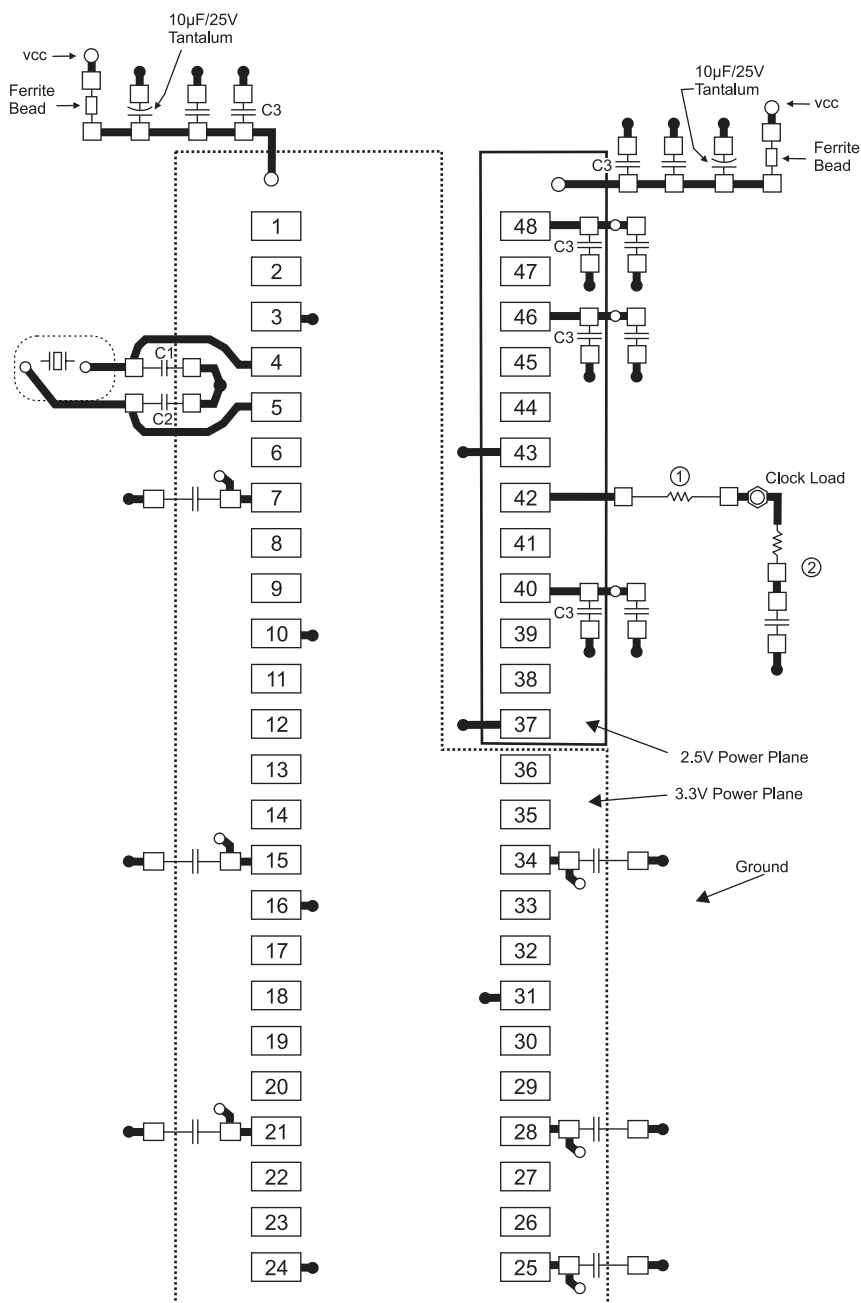 10µF/25V
Tantalum
vcc
Ferrite
Bead
C3
10µF/25V
Tantalum
vcc
Ferrite
Bead
C3
1
48
C3
2
47
3
46
C3
4
45
C1
C2
5
44
6
43
7
42
1
Clock Load
8
41
2
9
40
C3
10
39
11
38
12
37
2.5V Power Plane
13
36
3.3V Power Plane
14
35
15
34
Ground
16
33
17
32
18
31
19
30
20
29
21
28
22
27
23
26
24
25